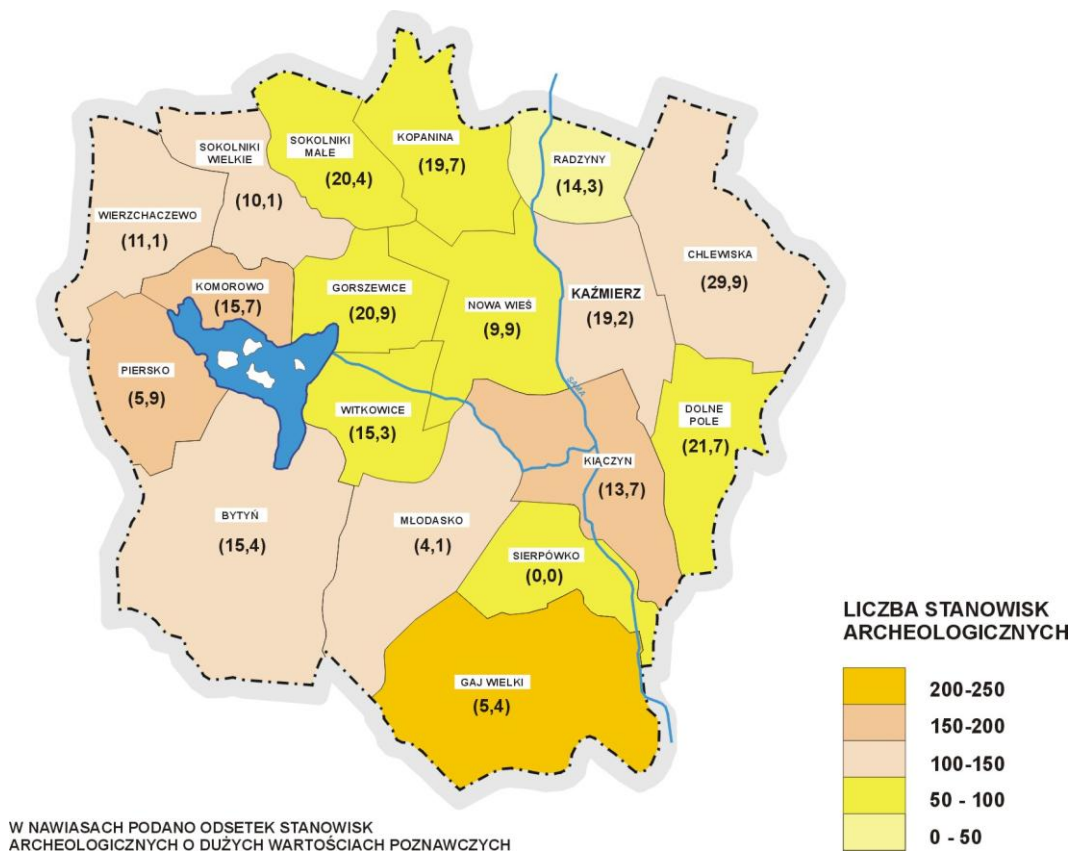 KOPANINA
(19,7)
SOKOLNIKI
MAŁE
(20,4)
SOKOLNIKI
WIELKIE
(10,1)
RADZYNY
(14,3)
WIERZCHACZEWO
(11,1)
CHLEWISKA
(29,9)
KOMOROWO
(15,7)
GORSZEWICE
(20,9)
NOWA WIEŚ
(9,9)
KAŹMIERZ
(19,2)
PIERSKO
(5,9)
SAMA
WITKOWICE
(15,3)
DOLNE
POLE
(21,7)
KIĄCZYN
(13,7)
BYTYŃ
(15,4)
MŁODASKO
(4,1)
SIERPÓWKO
(0,0)
GAJ WIELKI
(5,4)
LICZBA STANOWISK
ARCHEOLOGICZNYCH
200-250
150-200
100-150
50 - 100
0 - 50
W NAWIASACH PODANO ODSETEK STANOWISK
ARCHEOLOGICZNYCH O DUŻYCH WARTOŚCIACH POZNAWCZYCH